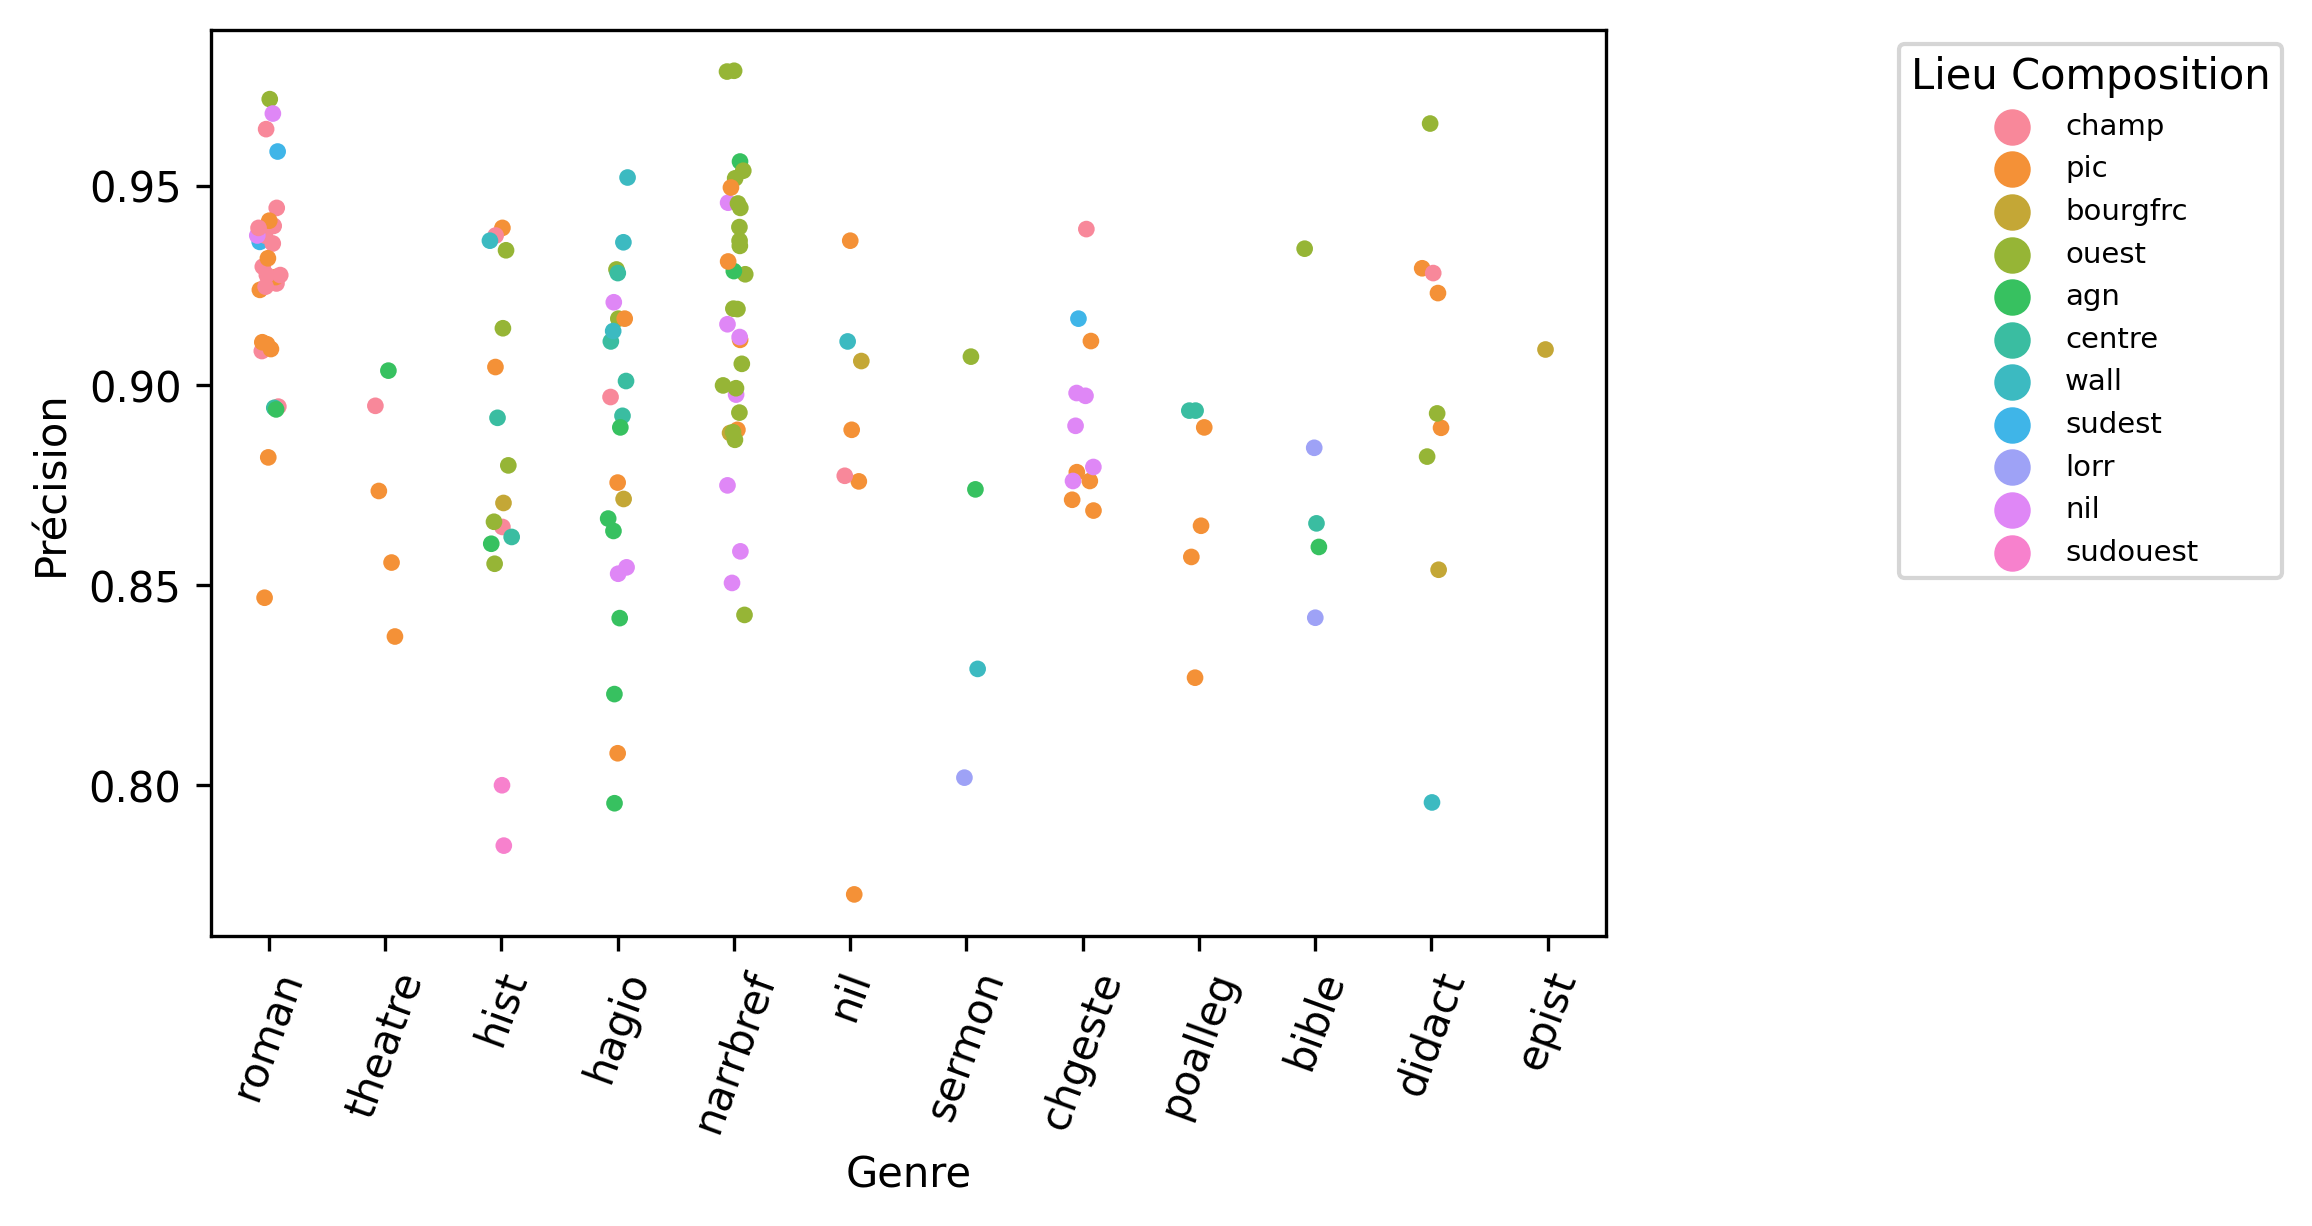 Précision
0.95
0.90
0.85
0.80
roman
theatre
hist
hagio
narrbref
nil
sermon
chgeste
poalleg
bible
didact
epist
Genre
Lieu Composition
champ
pic
bourgfrc
ouest
agn
centre
wall
sudest
lorr
nil
sudouest